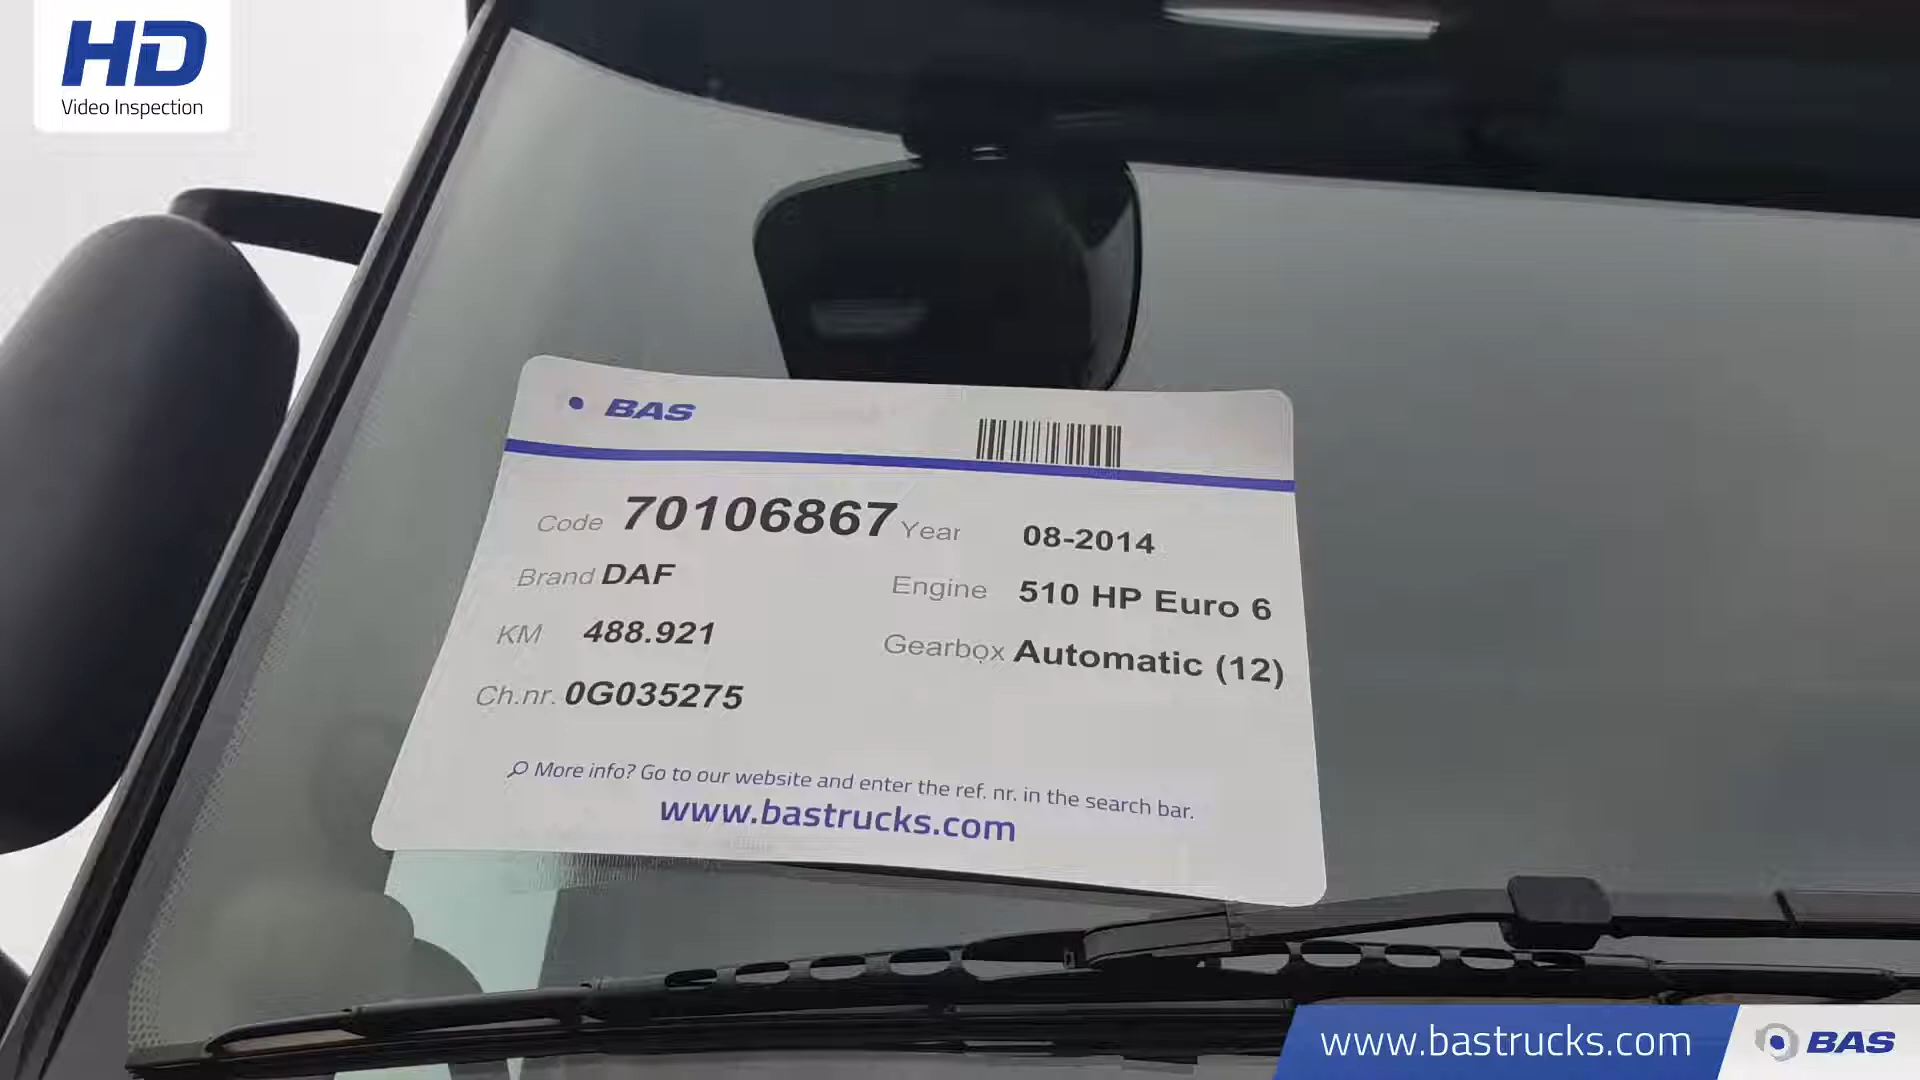 HD
Video Inspection
BAS
Code 70106867 Year 08-2014
Brand DAF Engine 510 HP Euro 6
KM 488.921 Gearbox Automatic (12)
Ch.nr. 0G035275
More info? Go to our website and enter the ref. nr. in the search bar.
www.bastrucks.com
www.bastrucks.com BAS